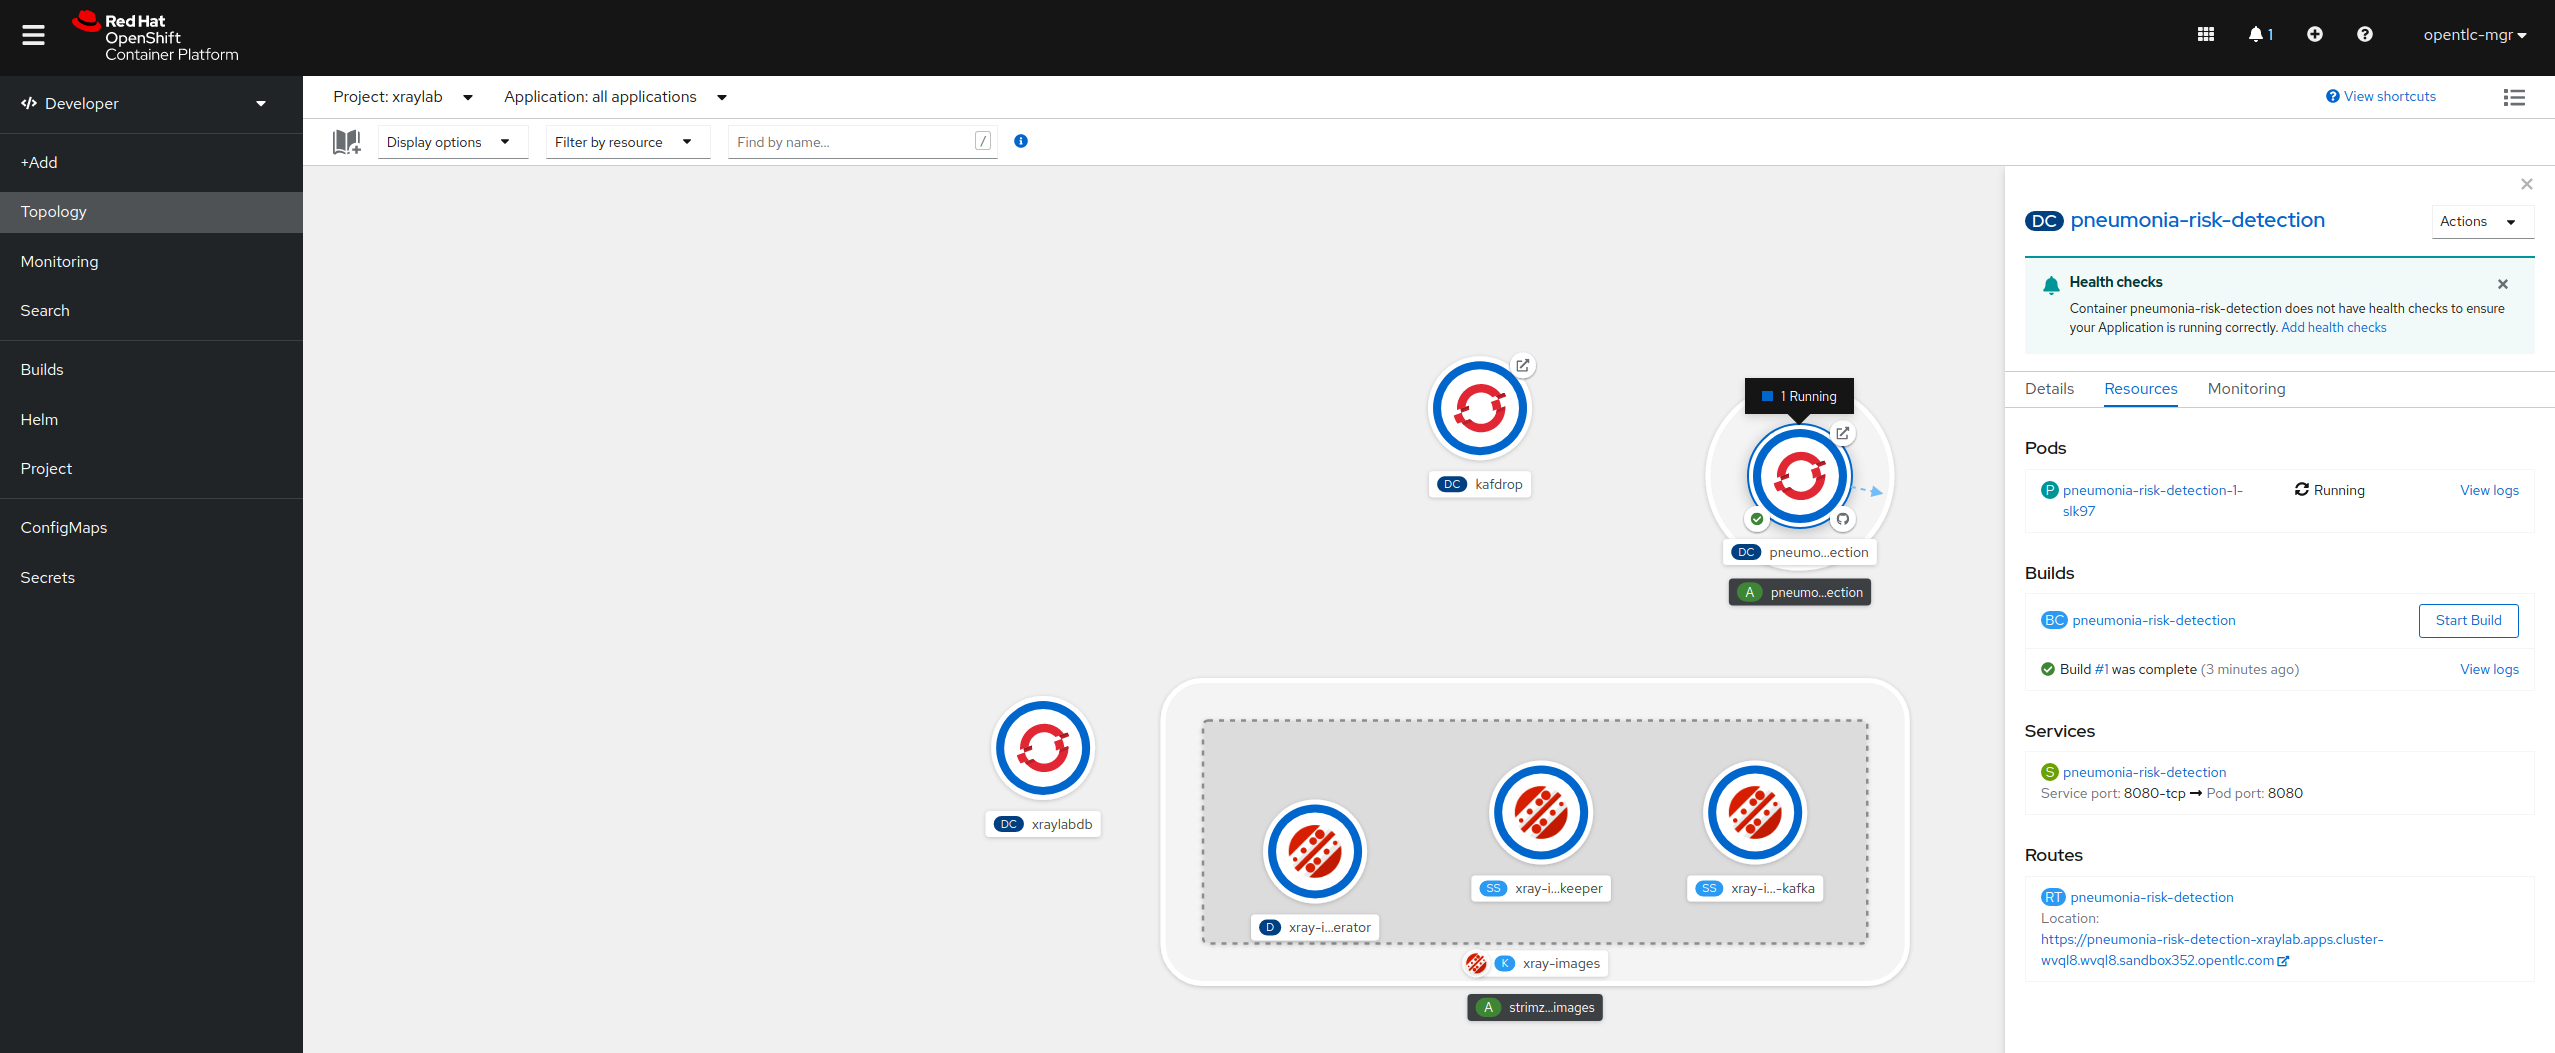 Red Hat
OpenShift
Container Platform
1
opentlc-mgr
Developer
+Add
Topology
Monitoring
Search
Builds
Helm
Project
ConfigMaps
Secrets
Project: xraylab
Application: all applications
View shortcuts
Display options
Filter by resource
Find by name...
/
kafdrop
DC
1 Running
DC pneumo...ection
A pneumo...ection
DC xraylabdb
D xray-i...erator
SS xray-i...keeper
SS xray-i...-kafka
K xray-images
A strimz...images
DC pneumonia-risk-detection
Actions
Health checks
Container pneumonia-risk-detection does not have health checks to ensure
your Application is running correctly. Add health checks
Details Resources Monitoring
Pods
P pneumonia-risk-detection-1-
slk97
Running
View logs
Builds
BC pneumonia-risk-detection
Start Build
Build #1 was complete (3 minutes ago)
View logs
Services
S pneumonia-risk-detection
Service port: 8080-tcp → Pod port: 8080
Routes
RT pneumonia-risk-detection
Location:
https://pneumonia-risk-detection-xraylab.apps.cluster-
wvql8.wvql8.sandbox352.opentlc.com